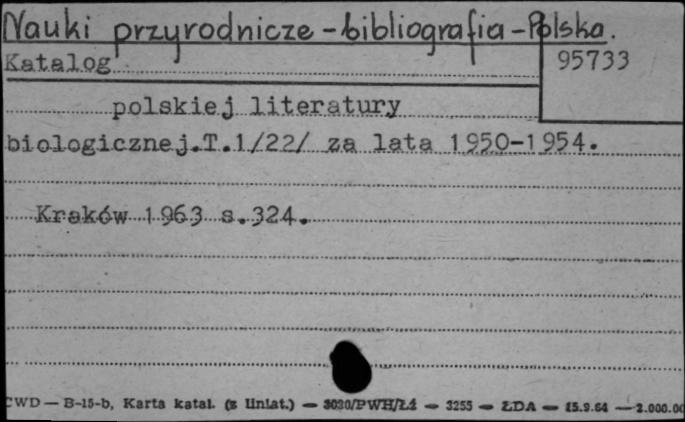 Nauki przyrodnicze - bibliografia - Polska.
Katalog 95733
polskiej literatury
biologicznej.T.1/22/ za lata 1950-1954.
Kraków 1963 s.324.
CWD — B-15-b, Karta katal. (z liniat.) — 3030/PWH/Ł4 — 3255 — ŁDA — 15.9.64 — 2.000.00